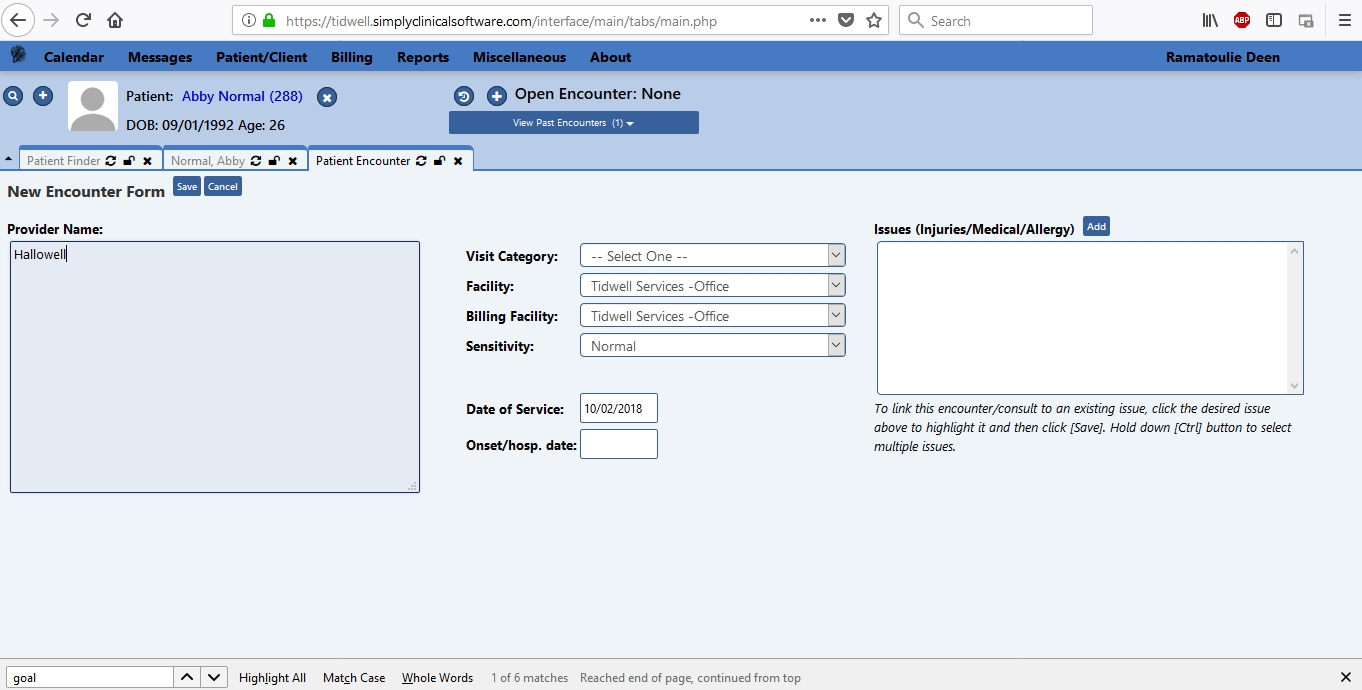 https://tidwell.simplyclinicalsoftware.com/interface/main/tabs/main.php
Search
ABP
Calendar Messages Patient/Client Billing Reports Miscellaneous About Ramatoulie Deen
Patient: Abby Normal (288)
DOB: 09/01/1992 Age: 26
Open Encounter: None
View Past Encounters (1)
Patient Finder Normal, Abby Patient Encounter
New Encounter Form Save Cancel
Provider Name:
Hallowell
Visit Category: -- Select One --
Facility: Tidwell Services -Office
Billing Facility: Tidwell Services -Office
Sensitivity: Normal
Date of Service: 10/02/2018
Onset/hosp. date:
Issues (Injuries/Medical/Allergy) Add
To link this encounter/consult to an existing issue, click the desired issue
above to highlight it and then click [Save]. Hold down [Ctrl] button to select
multiple issues.
goal Highlight All Match Case Whole Words 1 of 6 matches Reached end of page, continued from top